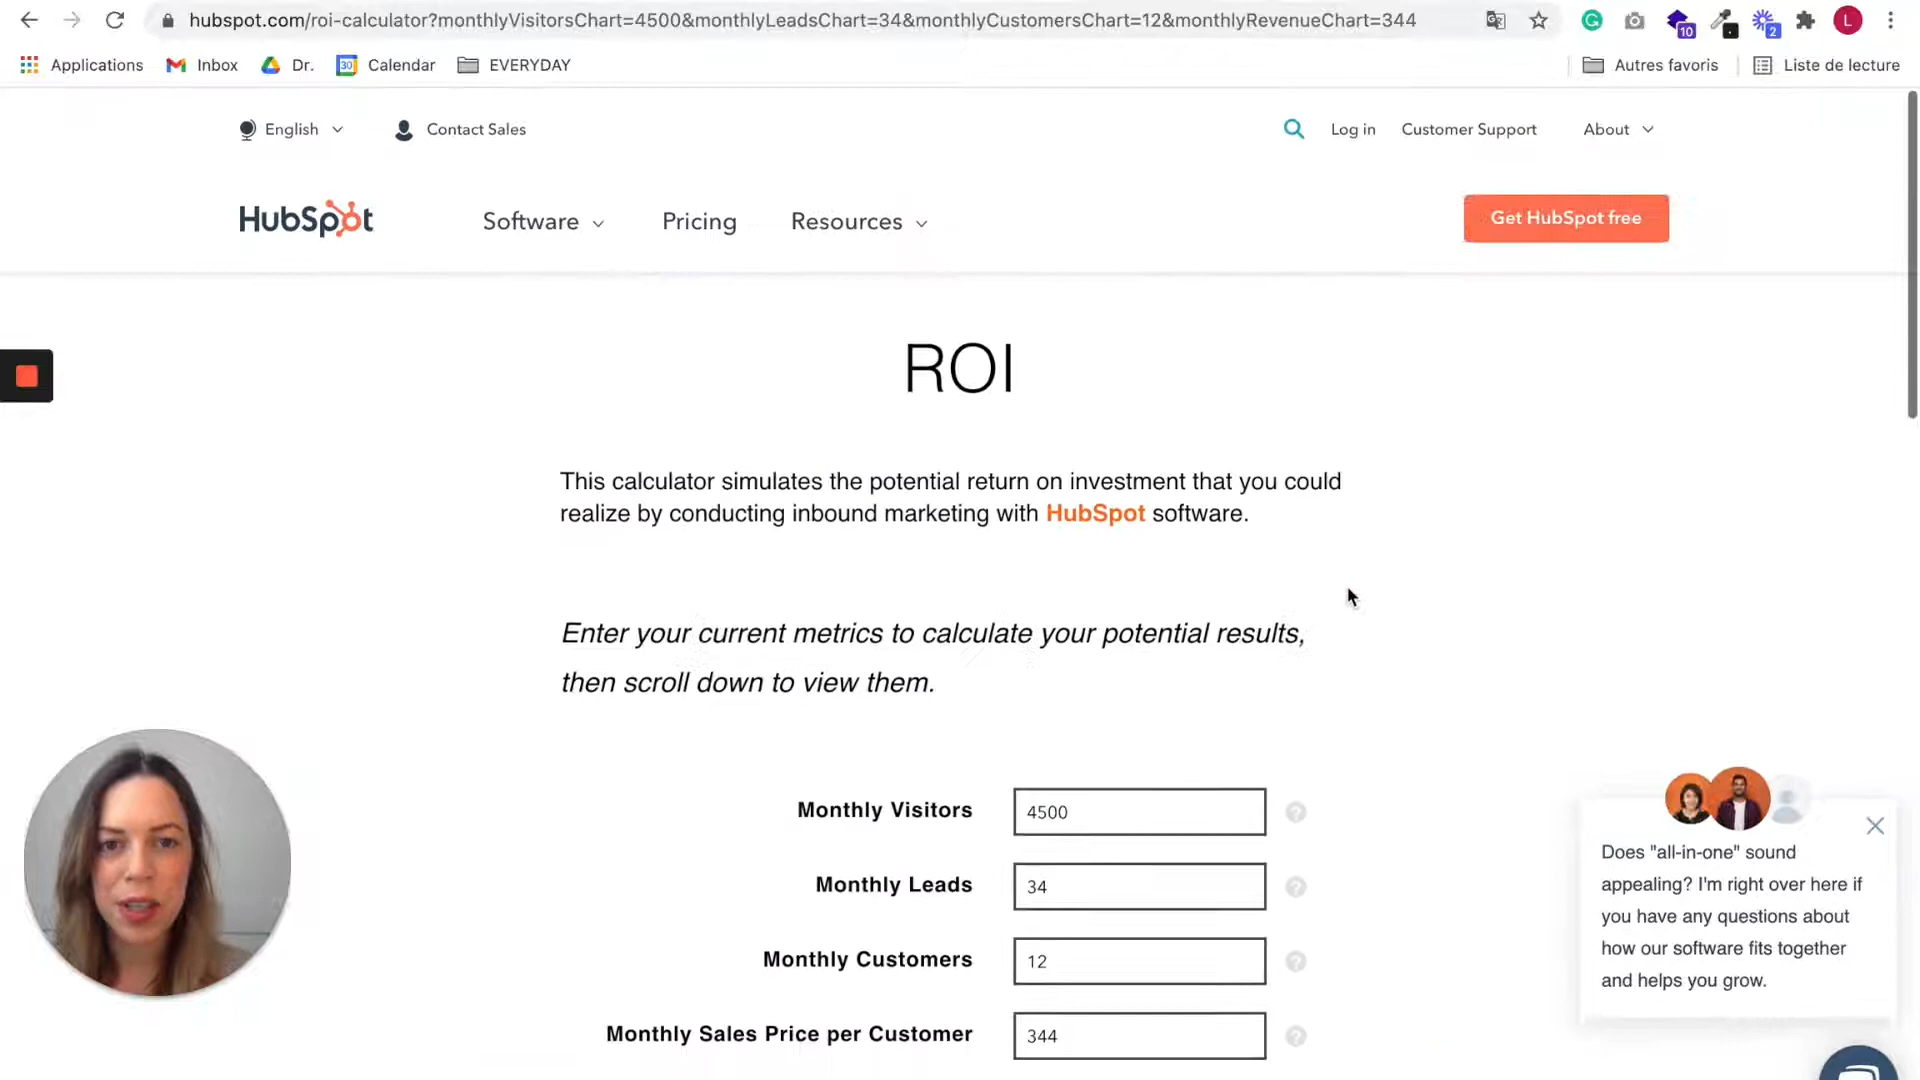 hubspot.com/roi-calculator?monthlyVisitorsChart=4500&monthlyLeadsChart=34&monthlyCustomersChart=12&monthlyRevenueChart=344
10
2
L
Applications
Inbox
Dr.
30
Calendar
EVERYDAY
Autres favoris
Liste de lecture
English
Contact Sales
Log in
Customer Support
About
HubSpot
Software
Pricing
Resources
Get HubSpot free
ROI
This calculator simulates the potential return on investment that you could
realize by conducting inbound marketing with HubSpot software.
Enter your current metrics to calculate your potential results,
then scroll down to view them.
Monthly Visitors
4500
?
Monthly Leads
34
?
Monthly Customers
12
?
Monthly Sales Price per Customer
344
?
Does "all-in-one" sound
appealing? I'm right over here if
you have any questions about
how our software fits together
and helps you grow.